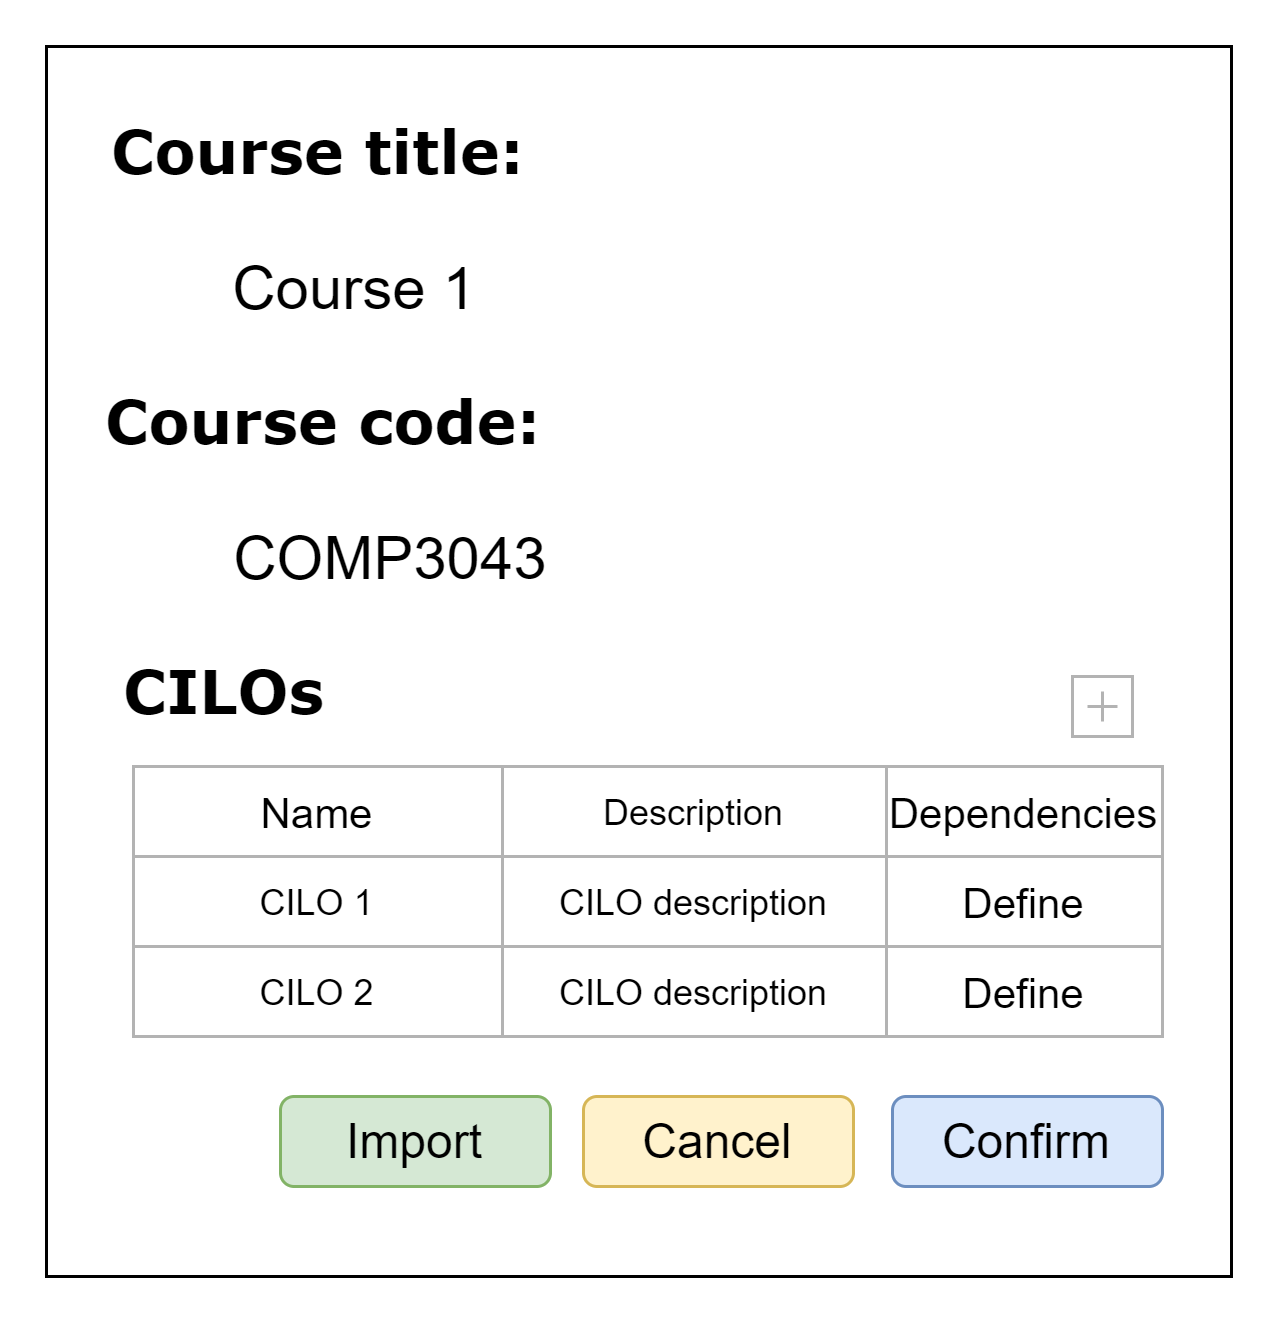 Course title:
Course 1
Course code:
COMP3043
CILOs
Name Description Dependencies
CILO 1 CILO description Define
CILO 2 CILO description Define
Import Cancel Confirm